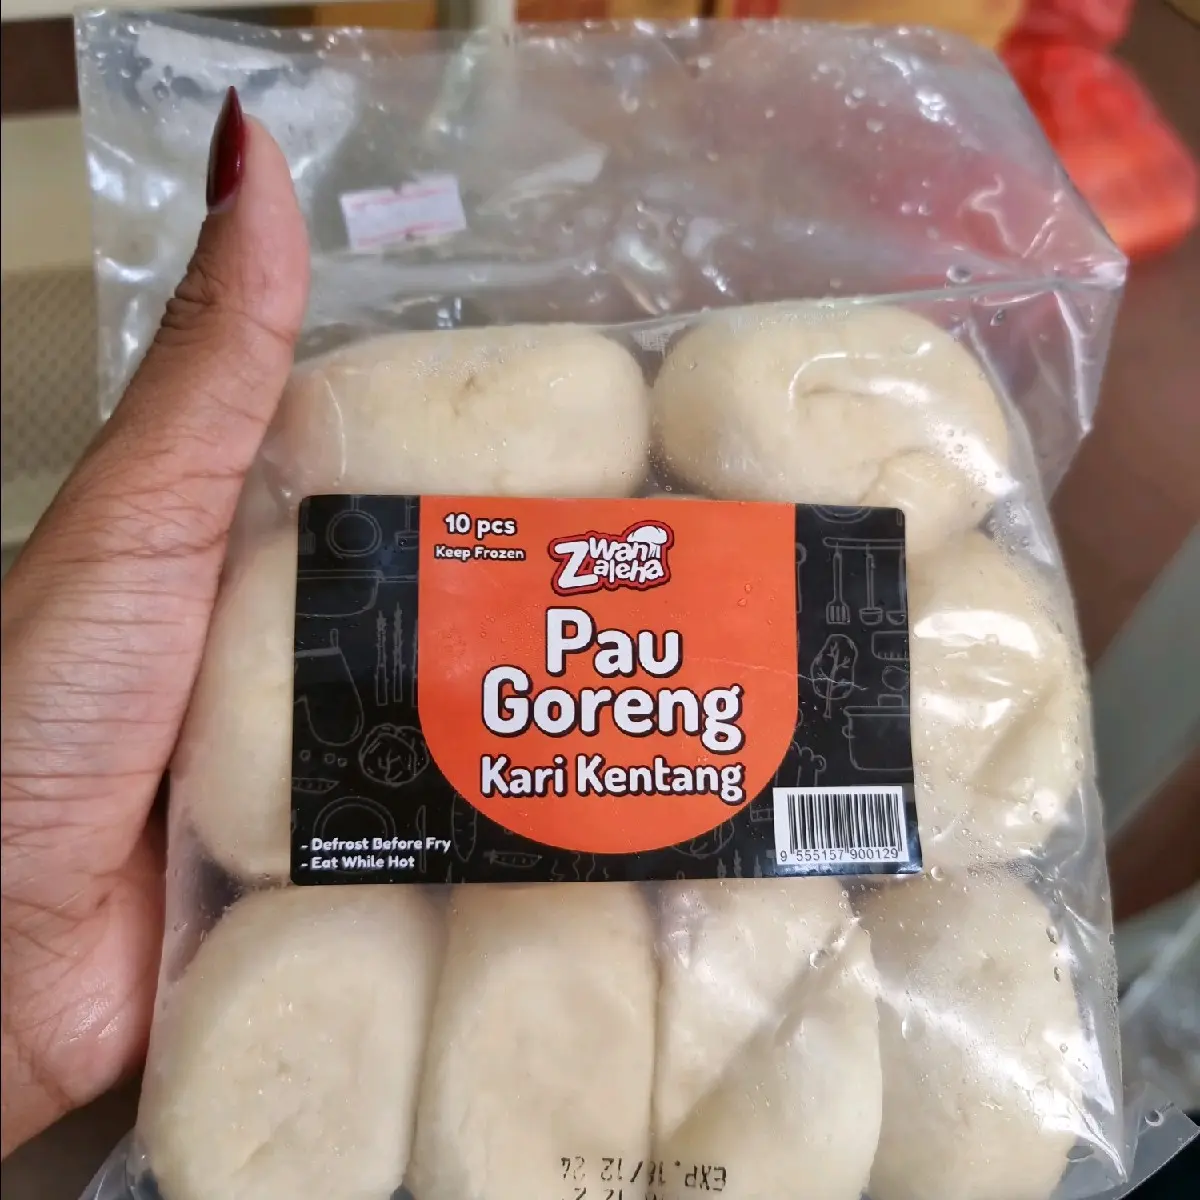 10 pcs
Keep Frozen
Zwan Zaleha
Pau
Goreng
Kari Kentang
- Defrost Before Fry
- Eat While Hot
9 555157 900129